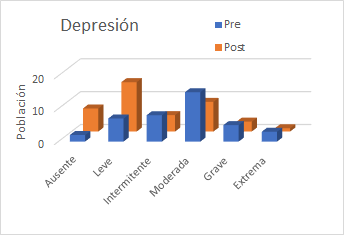 Depresión
Pre
Post
Población
20
10
0
Ausente
Leve
Intermitente
Moderada
Grave
Extrema